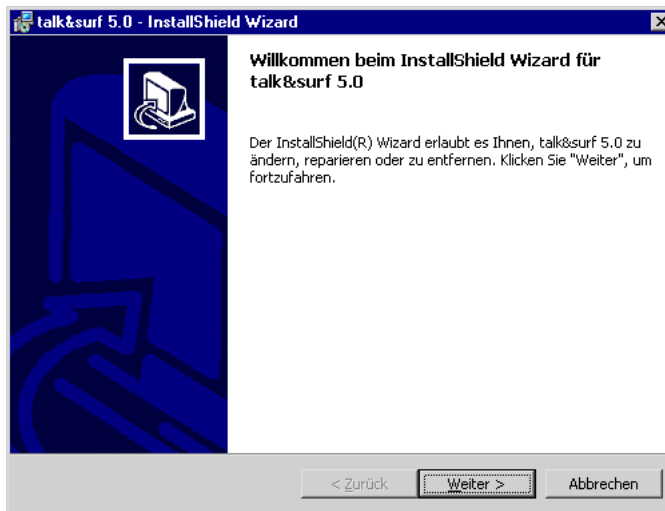 talk&surf 5.0 - InstallShield Wizard
Willkommen beim InstallShield Wizard für
talk&surf 5.0
Der InstallShield(R) Wizard erlaubt es Ihnen, talk&surf 5.0 zu
ändern, reparieren oder zu entfernen. Klicken Sie "Weiter", um
fortzufahren.
< Zurück Weiter > Abbrechen